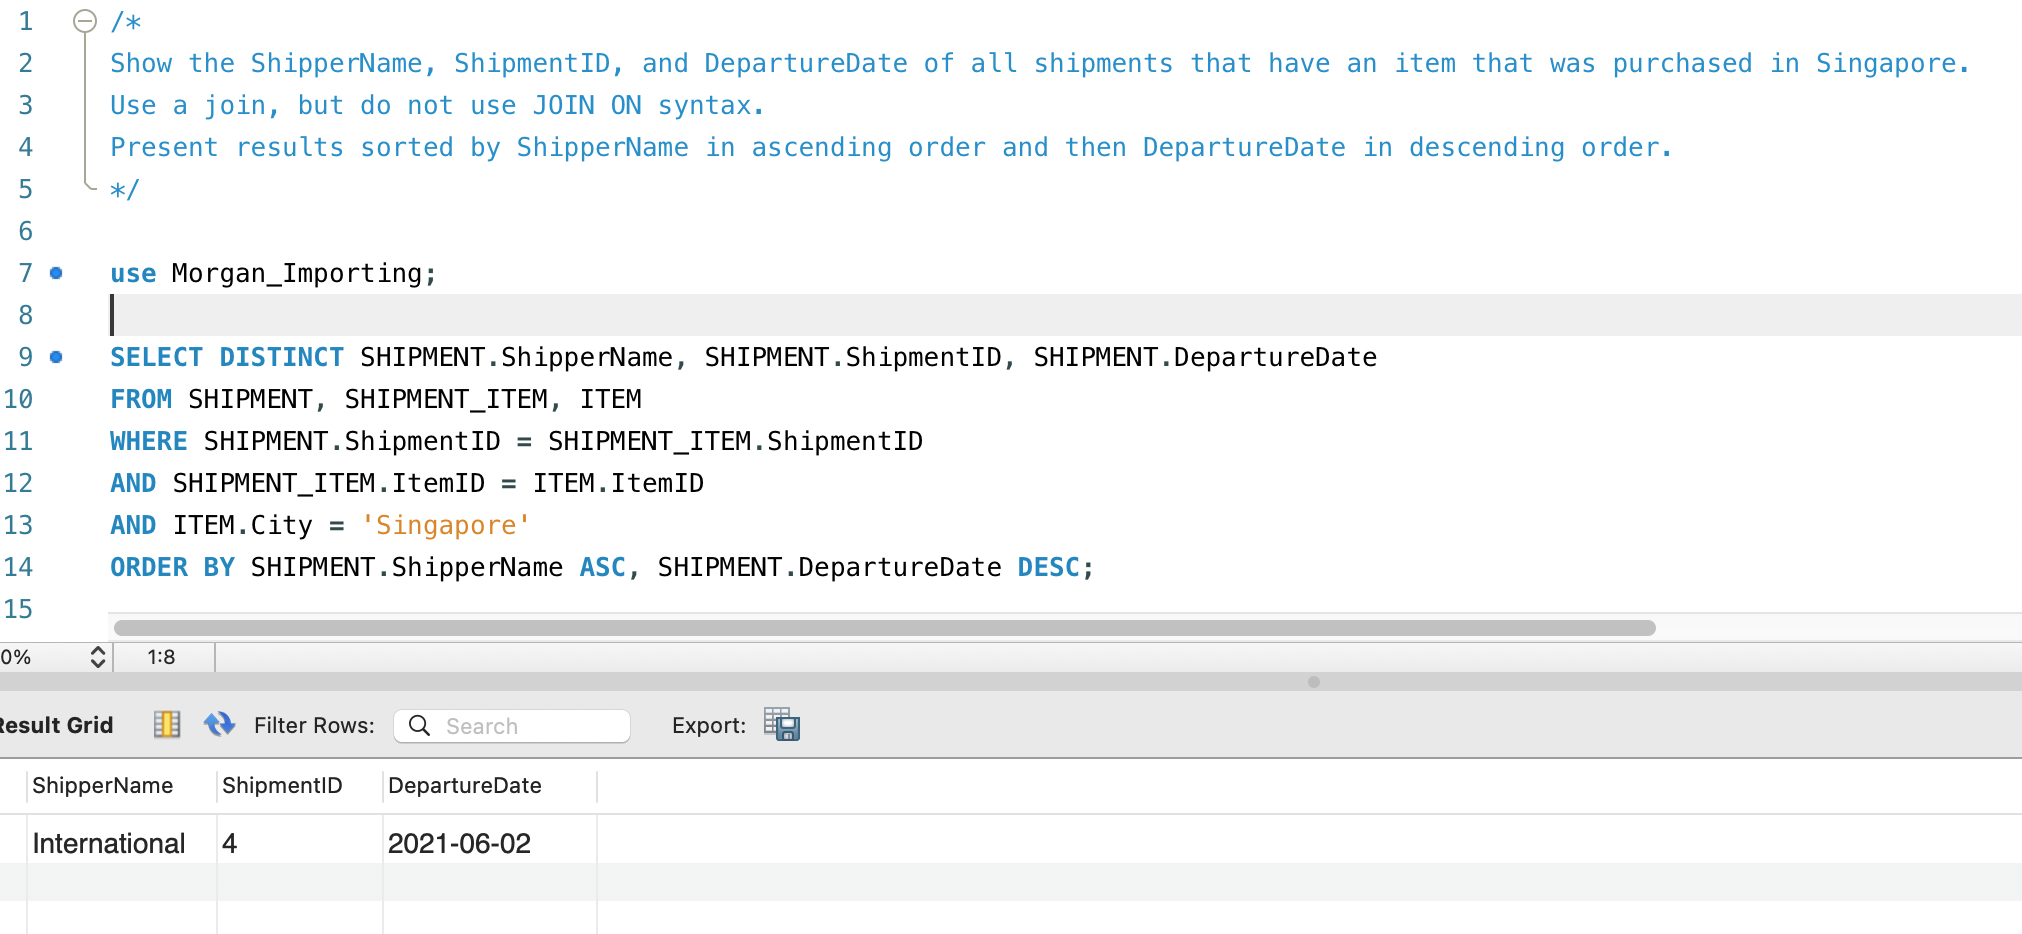 1 /*
2 Show the ShipperName, ShipmentID, and DepartureDate of all shipments that have an item that was purchased in Singapore.
3 Use a join, but do not use JOIN ON syntax.
4 Present results sorted by ShipperName in ascending order and then DepartureDate in descending order.
5 */
6
7 use Morgan_Importing;
8
9 SELECT DISTINCT SHIPMENT.ShipperName, SHIPMENT.ShipmentID, SHIPMENT.DepartureDate
10 FROM SHIPMENT, SHIPMENT_ITEM, ITEM
11 WHERE SHIPMENT.ShipmentID = SHIPMENT_ITEM.ShipmentID
12 AND SHIPMENT_ITEM.ItemID = ITEM.ItemID
13 AND ITEM.City = 'Singapore'
14 ORDER BY SHIPMENT.ShipperName ASC, SHIPMENT.DepartureDate DESC;
15
0% 1:8
Result Grid Filter Rows: Search Export:
ShipperName ShipmentID DepartureDate
International 4 2021-06-02